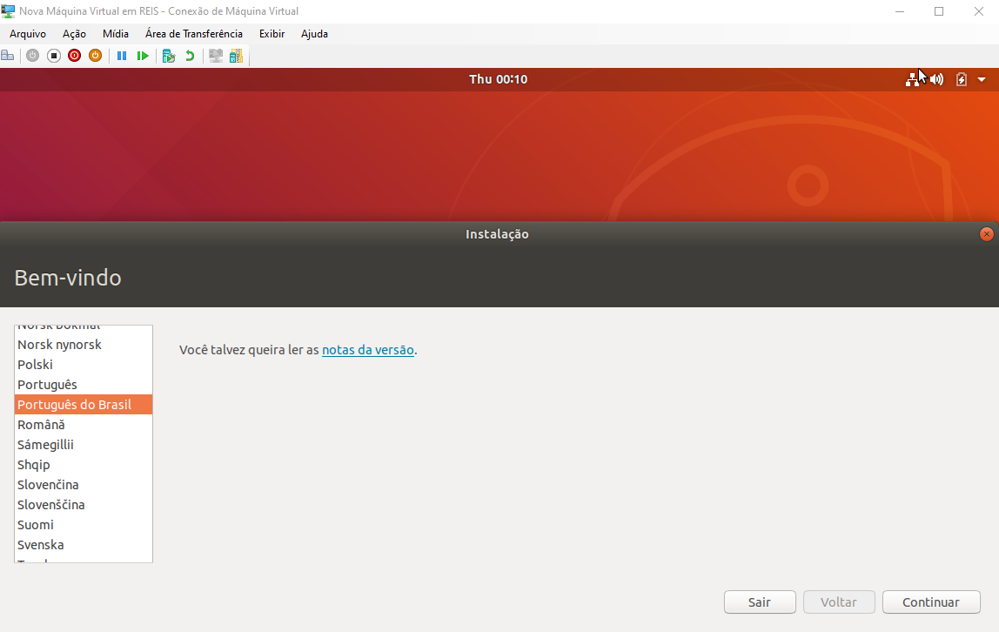 Nova Máquina Virtual em REIS - Conexão de Máquina Virtual
Arquivo Ação Mídia Área de Transferência Exibir Ajuda
Thu 00:10
Instalação
Bem-vindo
Norsk bokmål
Norsk nynorsk
Polski
Português
Português do Brasil
Română
Sámegillii
Shqip
Slovenčina
Slovenščina
Suomi
Svenska
Você talvez queira ler as notas da versão.
Sair Voltar Continuar